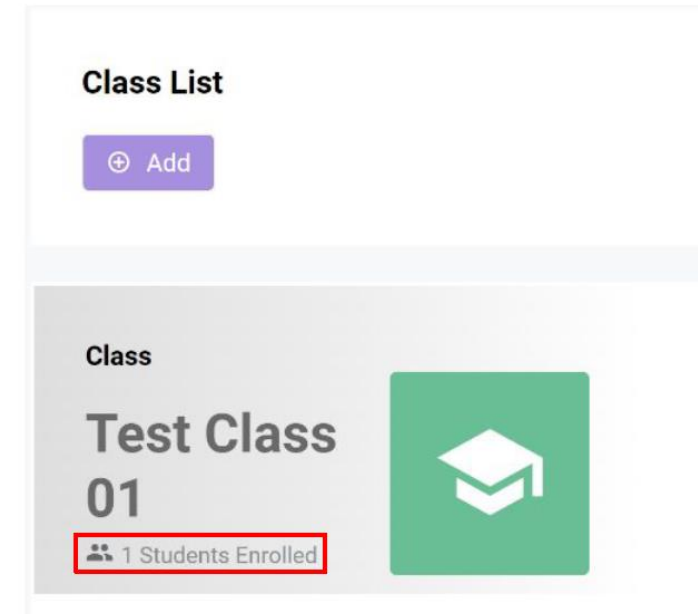 Class List
Add
Class
Test Class
01
1 Students Enrolled